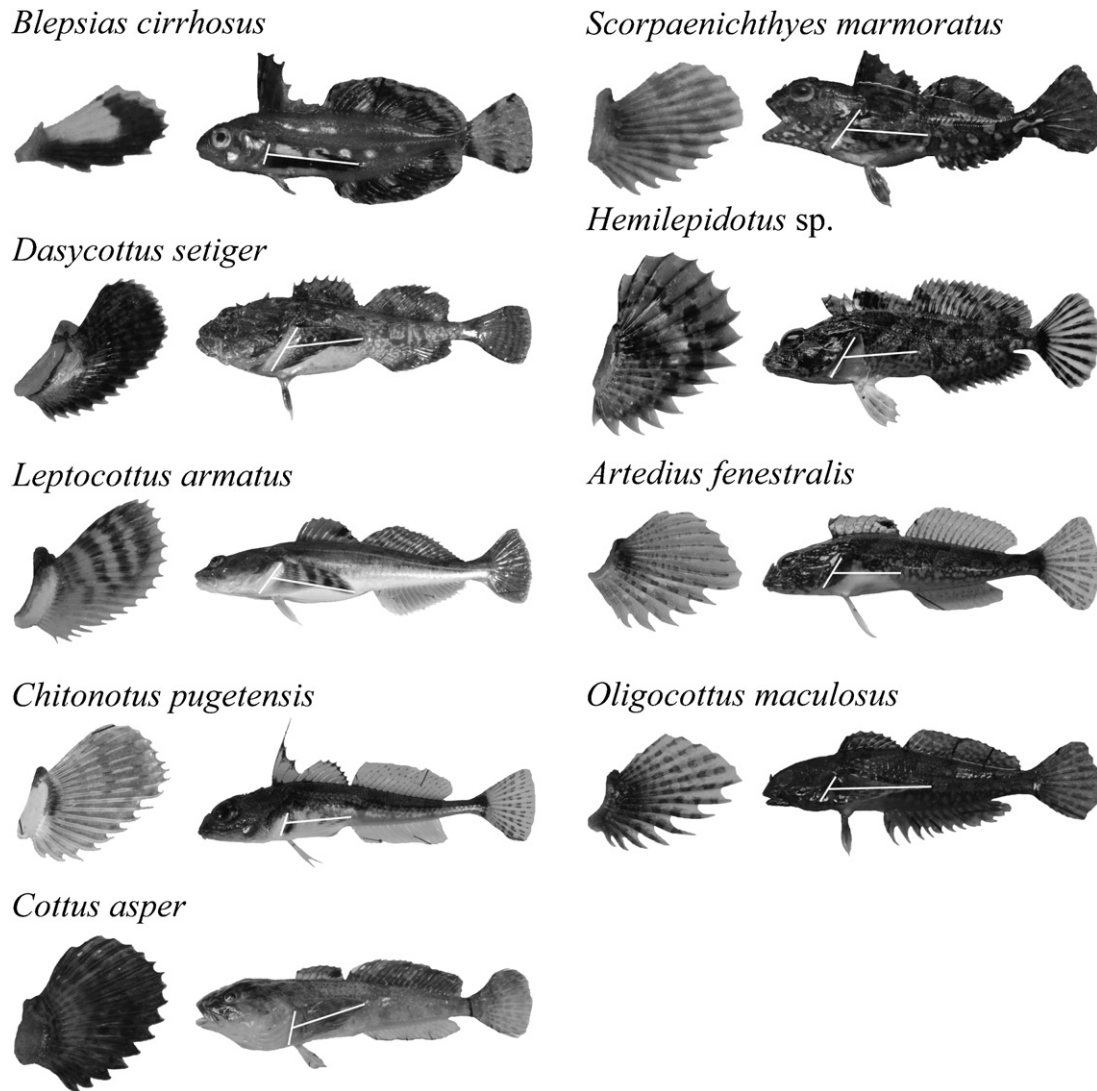 Blepsias cirrhosus
Scorpaenichthyes marmoratus
Dasycottus setiger
Hemilepidotus sp.
Leptocottus armatus
Artedius fenestralis
Chitonotus pugetensis
Oligocottus maculosus
Cottus asper